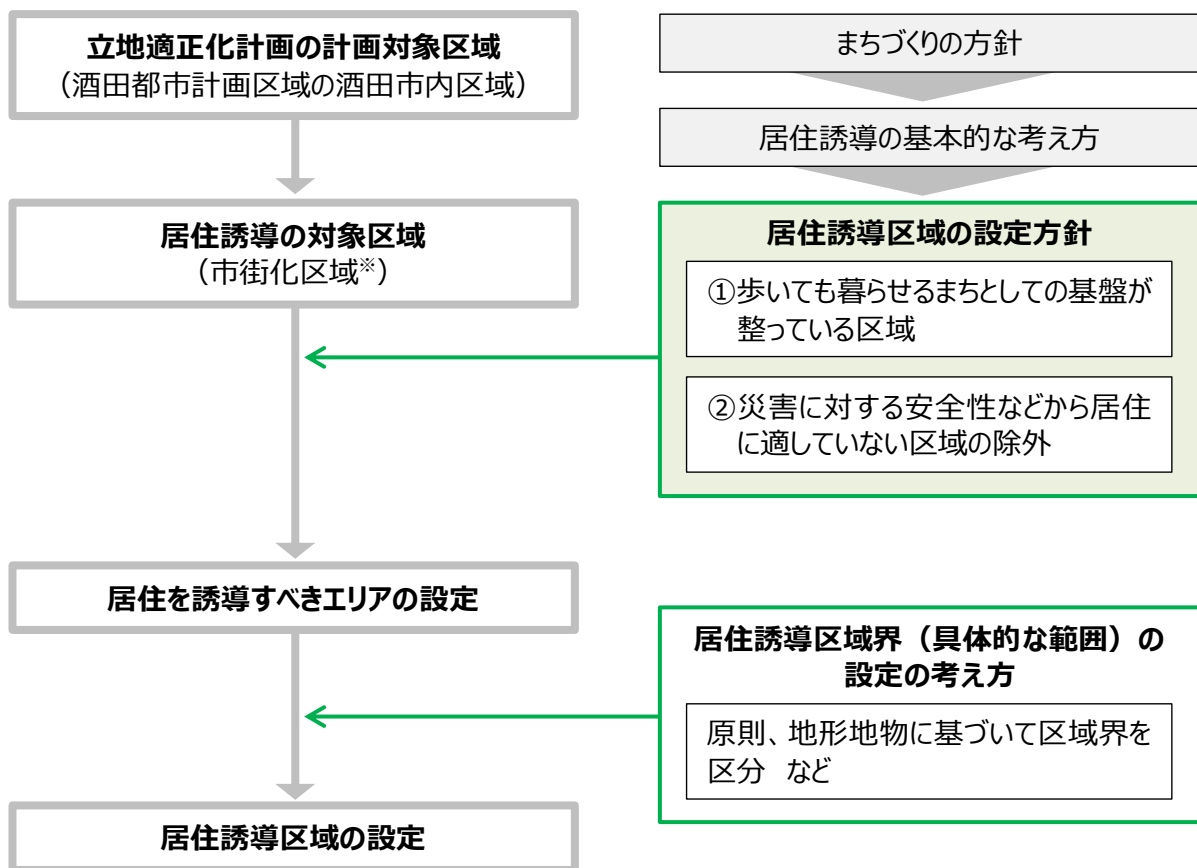 立地適正化計画の計画対象区域
（酒田都市計画区域の酒田市内区域）
居住誘導の対象区域
（市街化区域※）
居住を誘導すべきエリアの設定
居住誘導区域の設定
まちづくりの方針
居住誘導の基本的な考え方
居住誘導区域の設定方針
①歩いても暮らせるまちとしての基盤が
整っている区域
②災害に対する安全性などから居住
に適していない区域の除外
居住誘導区域界（具体的な範囲）の
設定の考え方
原則、地形地物に基づいて区域界を
区分　など